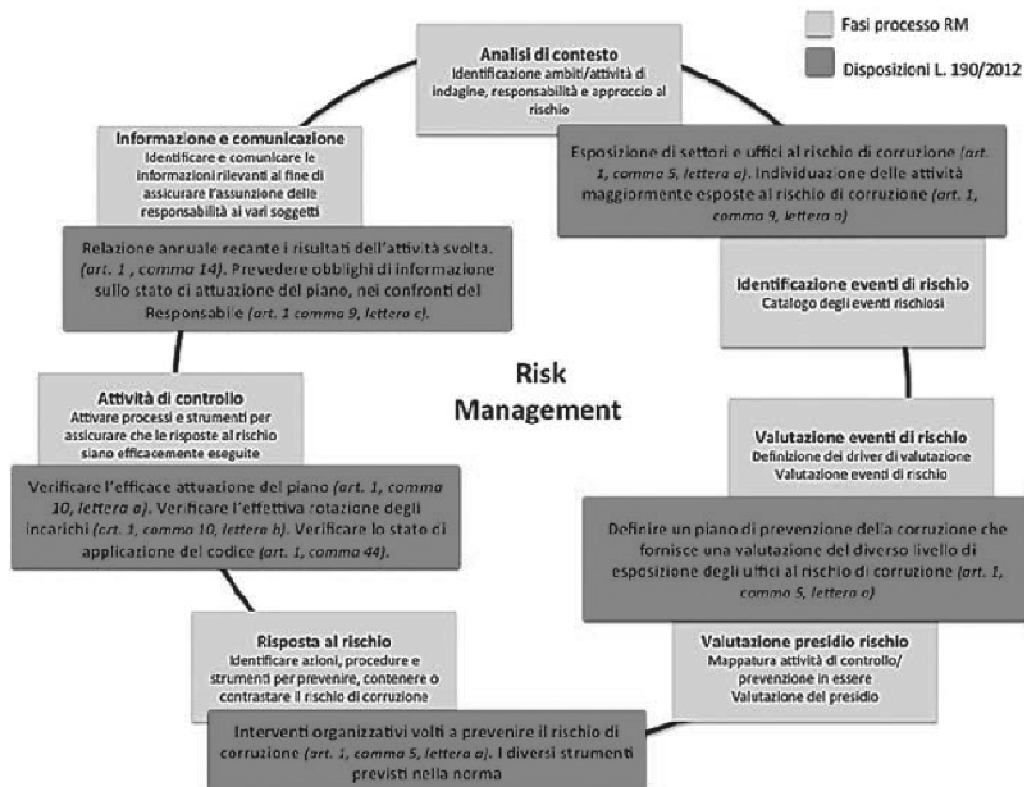 Fasi processo RM
Disposizioni L. 190/2012
Analisi di contesto
Identificazione ambiti/attività di
indagine, responsabilità e approccio al
rischio
Esposizione di settori e uffici al rischio di corruzione (art.
1, comma 5, lettera a). Individuazione delle attività
maggiormente esposte al rischio di corruzione (art. 1,
comma 9, lettera a)
Identificazione eventi di rischio
Catalogo degli eventi rischiosi
Valutazione eventi di rischio
Definizione dei driver di valutazione
Valutazione eventi di rischio
Definire un piano di prevenzione della corruzione che
fornisce una valutazione del diverso livello di
esposizione degli uffici al rischio di corruzione (art. 1,
comma 5, lettera a)
Valutazione presidio rischio
Mappatura attività di controllo/
prevenzione in essere
Valutazione del presidio
Interventi organizzativi volti a prevenire il rischio di
corruzione (art. 1, comma 5, lettera a). I diversi strumenti
previsti nella norma
Risposta al rischio
Identificare azioni, procedure e
strumenti per prevenire, contenere o
contrastare il rischio di corruzione
Verificare l'efficace attuazione del piano (art. 1, comma
10, lettera a). Verificare l'effettiva rotazione degli
incarichi (art. 1, comma 10, lettera b). Verificare lo stato di
applicazione del codice (art. 1, comma 44).
Attività di controllo
Attivare processi e strumenti per
assicurare che le risposte al rischio
siano efficacemente eseguite
Relazione annuale recante i risultati dell'attività svolta.
(art. 1 , comma 14). Prevedere obblighi di informazione
sullo stato di attuazione del piano, nei confronti del
Responsabile (art. 1 comma 9, lettera c).
Informazione e comunicazione
Identificare e comunicare le
informazioni rilevanti al fine di
assicurare l'assunzione delle
responsabilità ai vari soggetti
Risk
Management